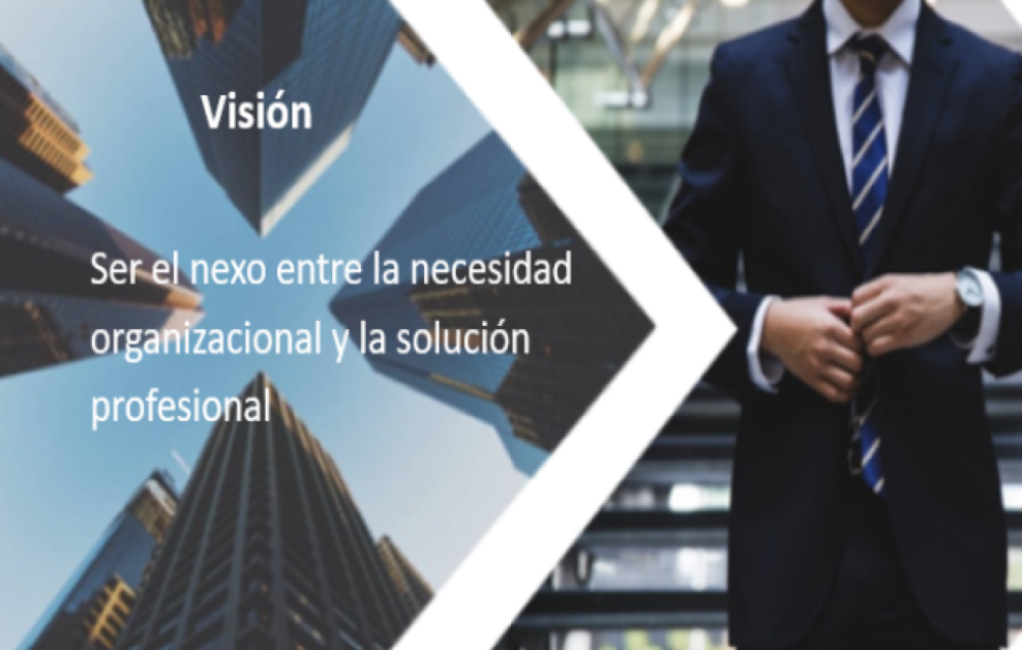 Visión
Ser el nexo entre la necesidad
organizacional y la solución
profesional